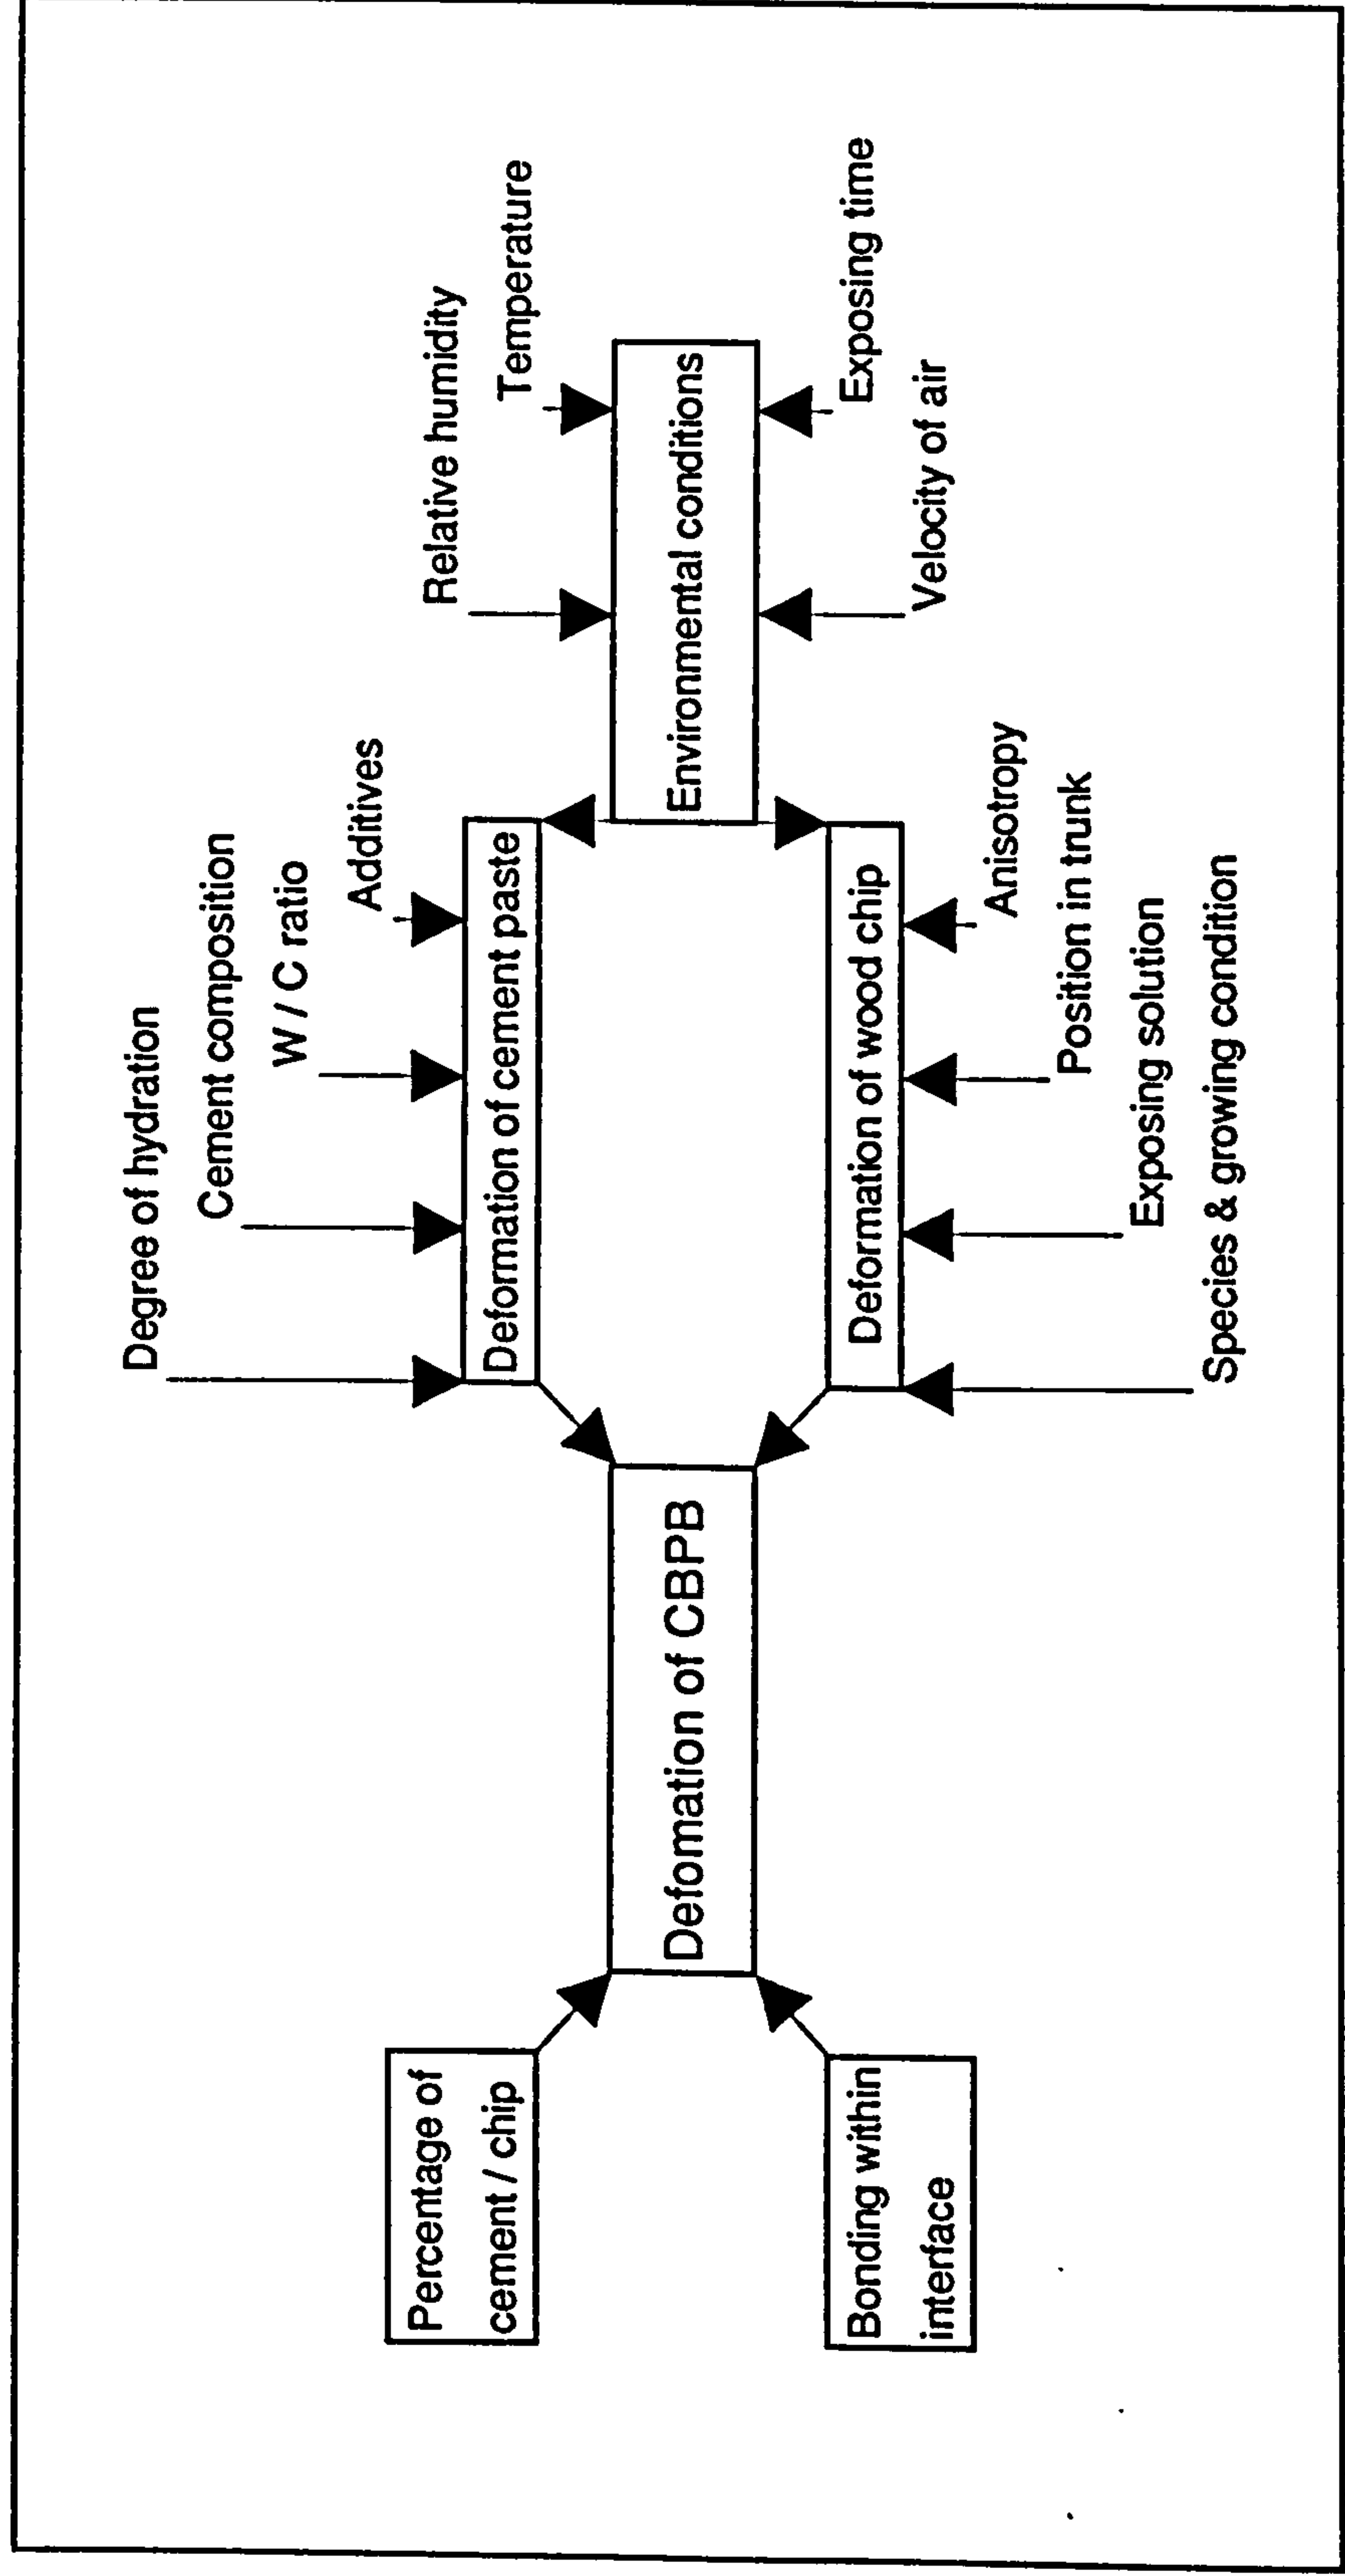 Degree of hydration
Cement composition
W / C ratio
Additives
Relative humidity
Temperature
Percentage of
cement / chip
Deformation of cement paste
Defomation of CBPB
Environmental conditions
Bonding within
interface
Deformation of wood chip
Exposing time
Velocity of air
Anisotropy
Position in trunk
Exposing solution
Species & growing condition